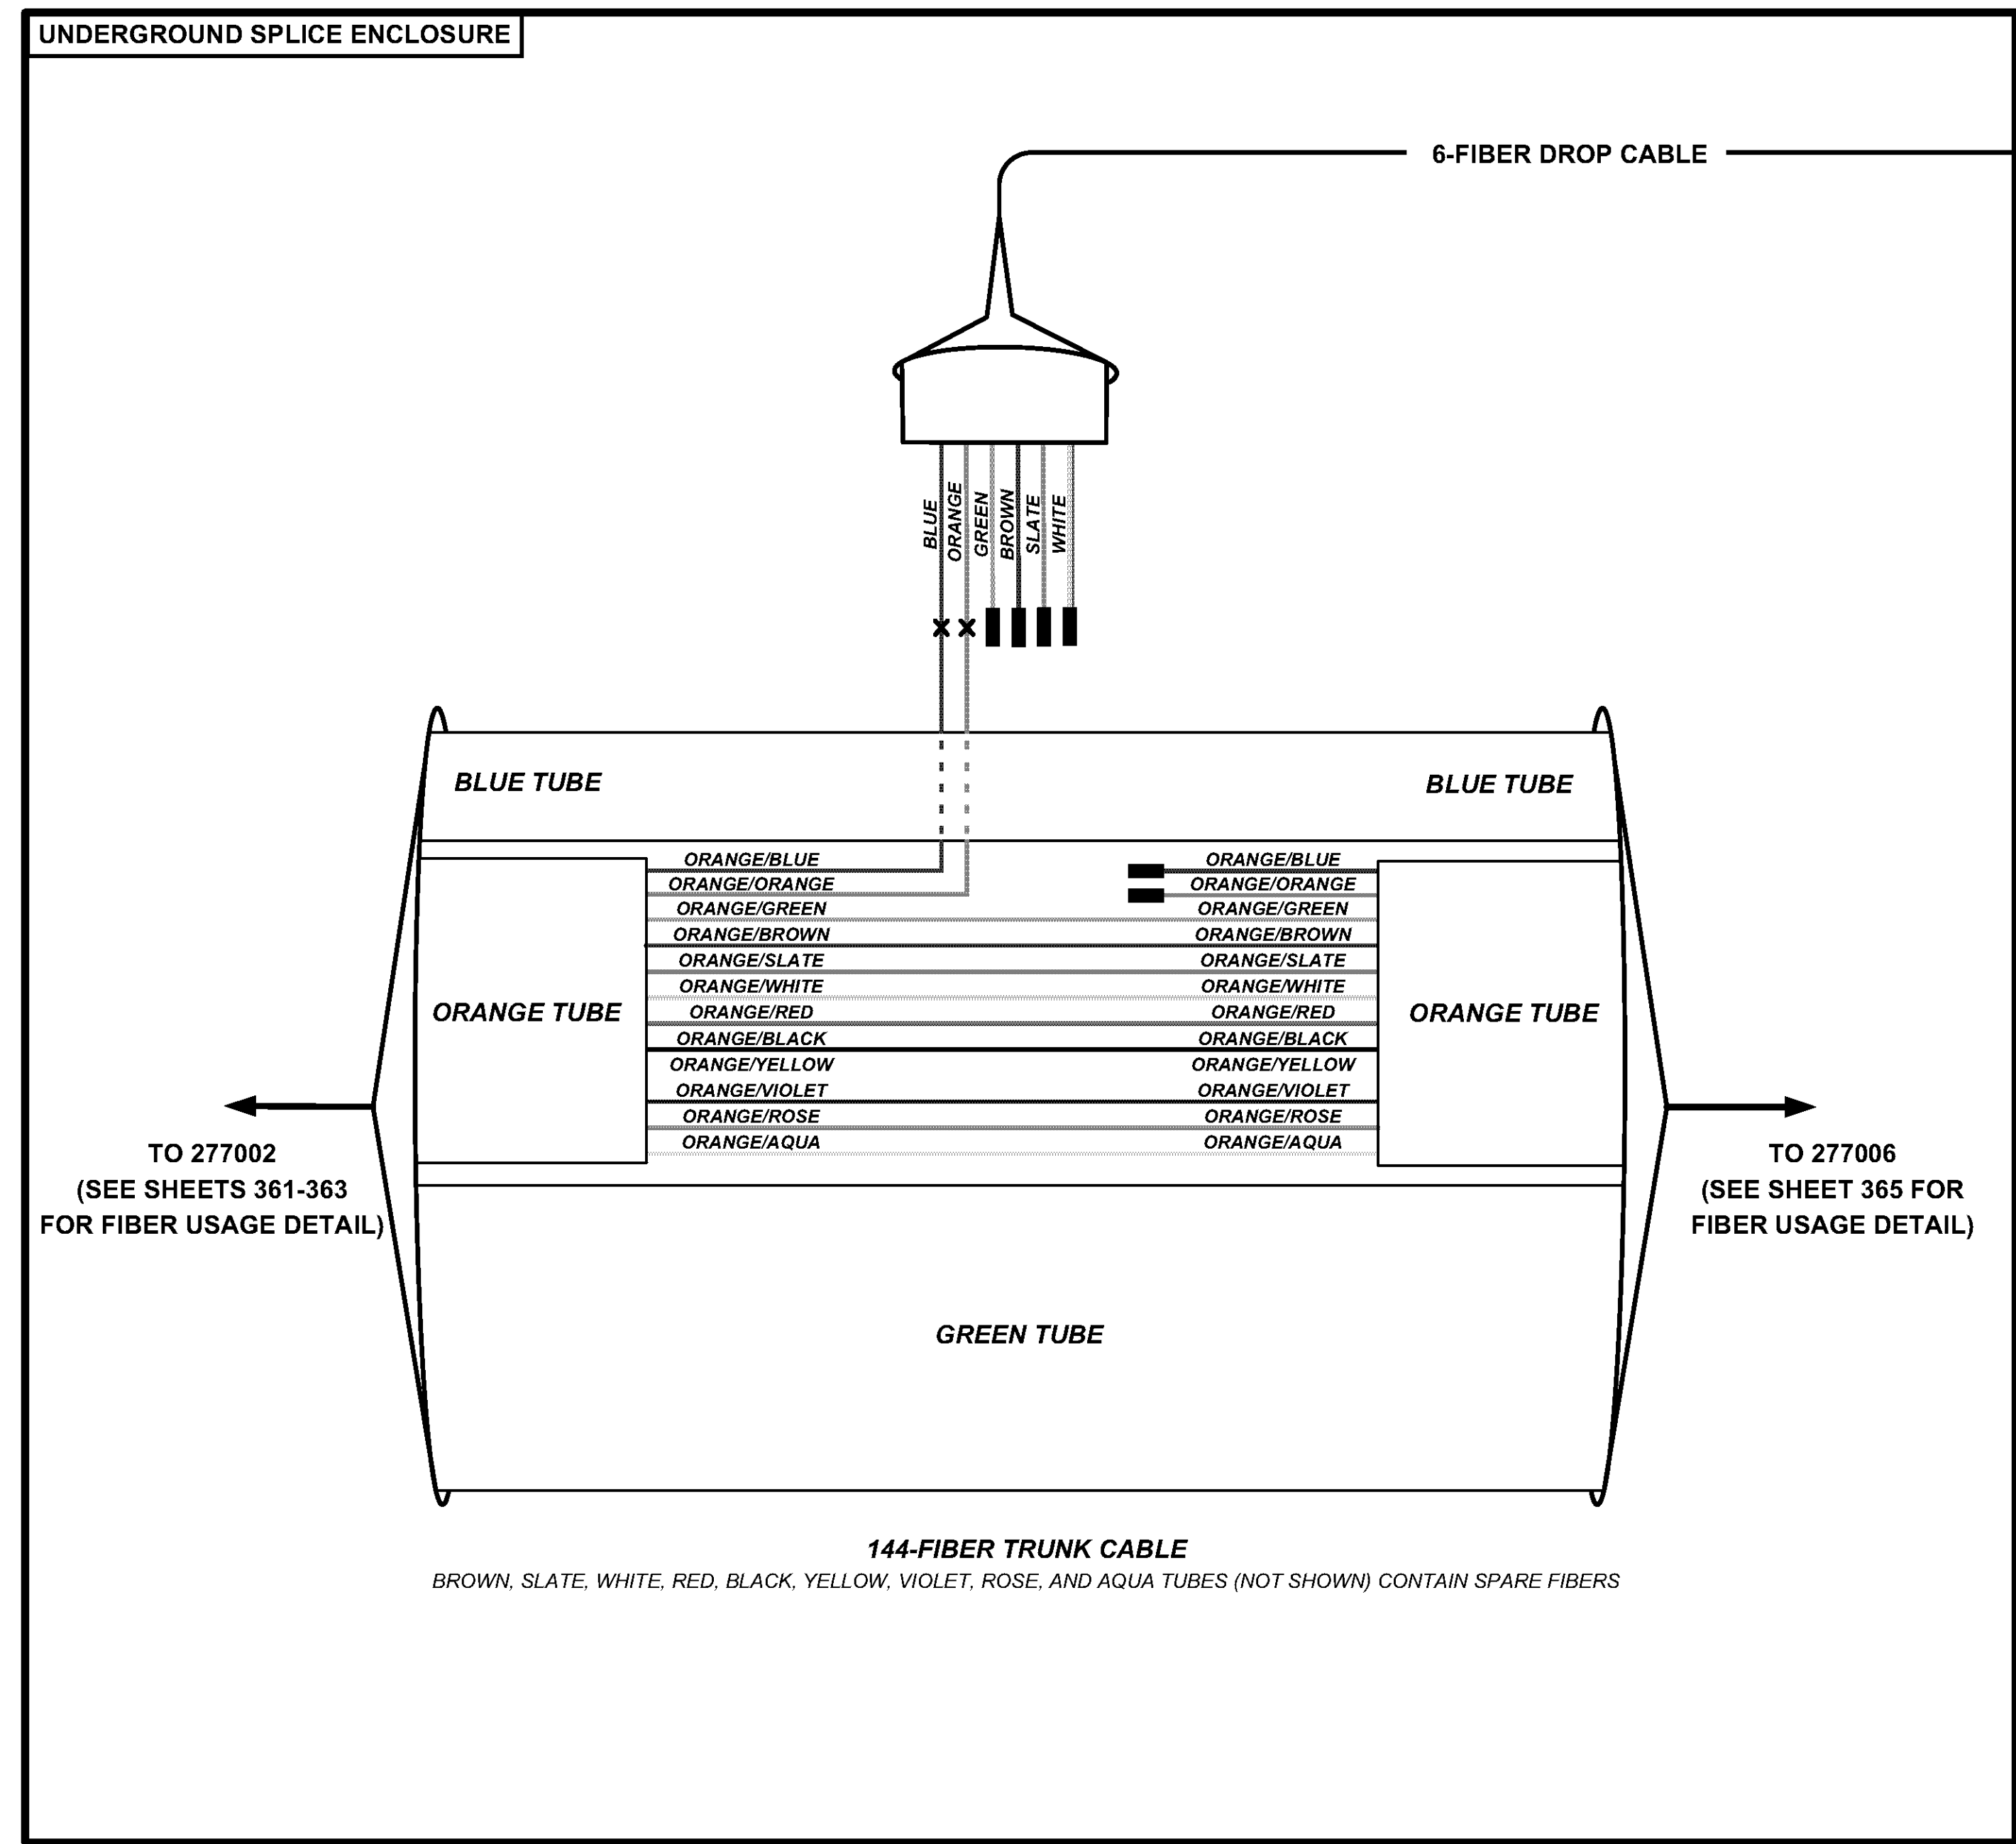 UNDERGROUND SPLICE ENCLOSURE
6-FIBER DROP CABLE
BLUE
ORANGE
GREEN
BROWN
SLATE
WHITE
BLUE TUBE
BLUE TUBE
ORANGE/BLUE
ORANGE/BLUE
ORANGE/ORANGE
ORANGE/ORANGE
ORANGE/GREEN
ORANGE/GREEN
ORANGE/BROWN
ORANGE/BROWN
ORANGE/SLATE
ORANGE/SLATE
ORANGE/WHITE
ORANGE/WHITE
ORANGE TUBE
ORANGE TUBE
ORANGE/RED
ORANGE/RED
ORANGE/BLACK
ORANGE/BLACK
ORANGE/YELLOW
ORANGE/YELLOW
ORANGE/VIOLET
ORANGE/VIOLET
ORANGE/ROSE
ORANGE/ROSE
ORANGE/AQUA
ORANGE/AQUA
TO 277002
(SEE SHEETS 361-363
FOR FIBER USAGE DETAIL)
TO 277006
(SEE SHEET 365 FOR
FIBER USAGE DETAIL)
GREEN TUBE
144-FIBER TRUNK CABLE
BROWN, SLATE, WHITE, RED, BLACK, YELLOW, VIOLET, ROSE, AND AQUA TUBES (NOT SHOWN) CONTAIN SPARE FIBERS